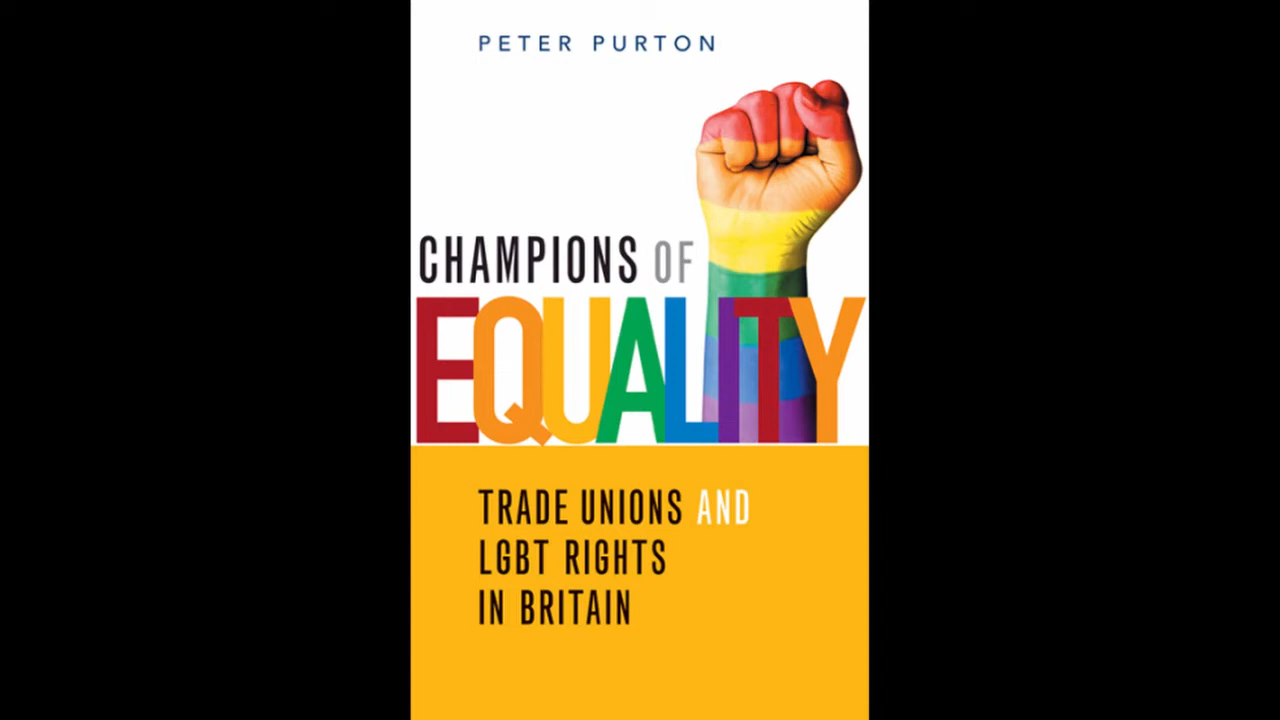 PETER PURTON
CHAMPIONS OF
EQUALITY
TRADE UNIONS AND
LGBT RIGHTS
IN BRITAIN